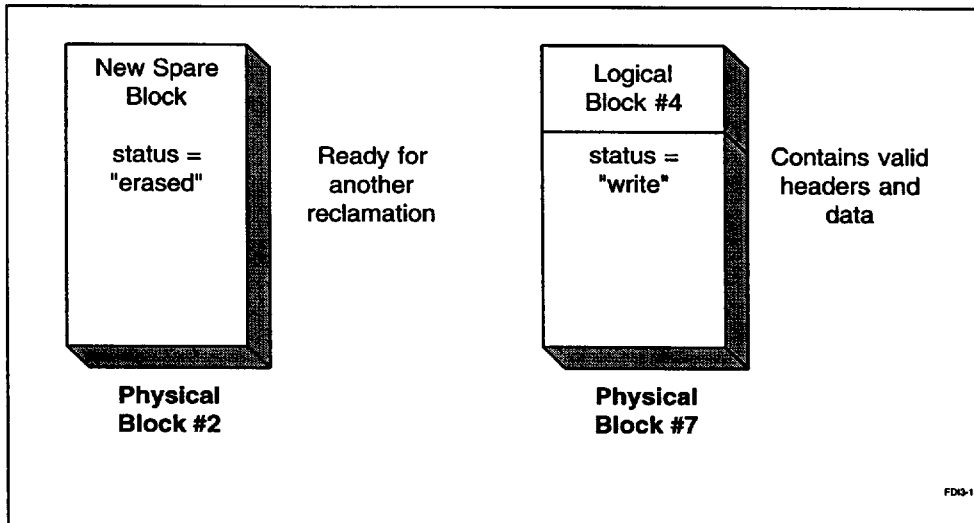 New Spare
Block
status =
"erased"
Ready for
another
reclamation
Physical
Block #2
Logical
Block #4
status =
"write"
Contains valid
headers and
data
Physical
Block #7